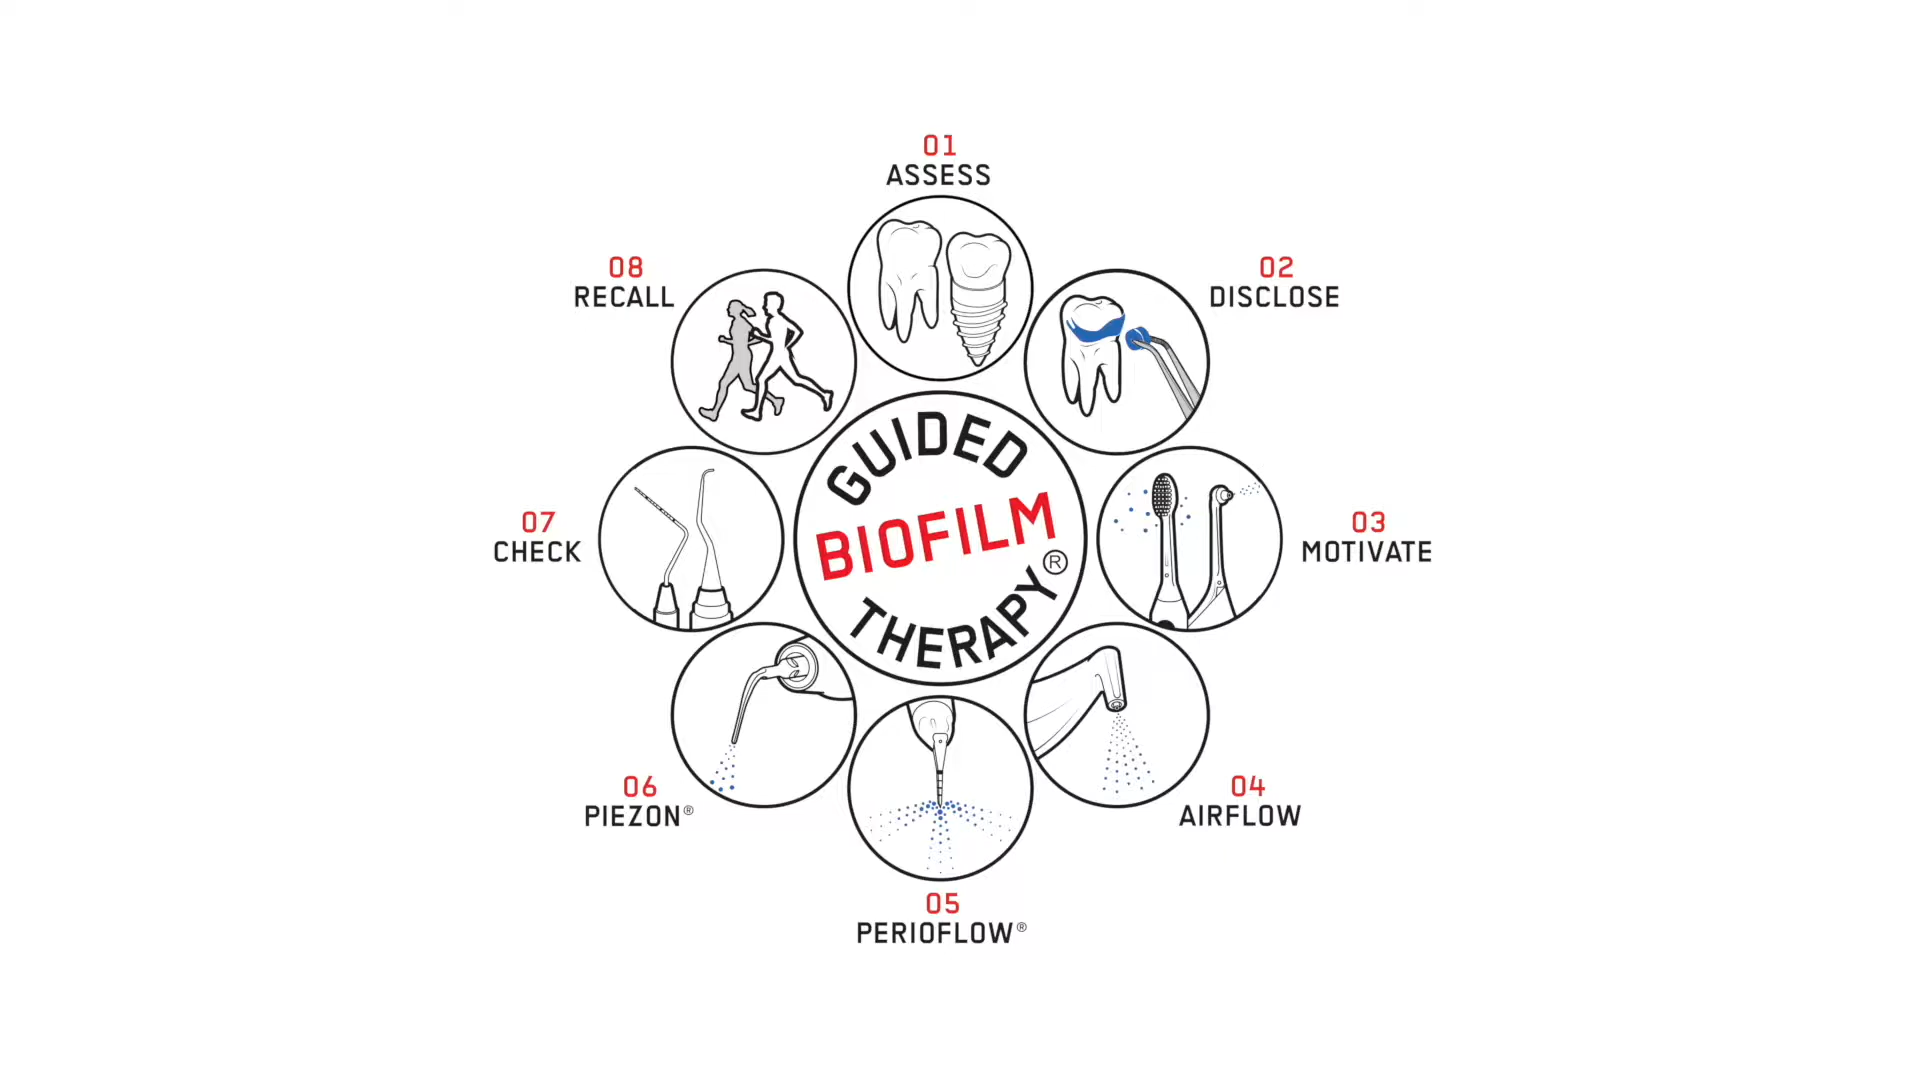 01
ASSESS
02
DISCLOSE
03
MOTIVATE
04
AIRFLOW
05
PERIOFLOW®
06
PIEZON®
07
CHECK
08
RECALL
GUIDED
BIOFILM
THERAPY®